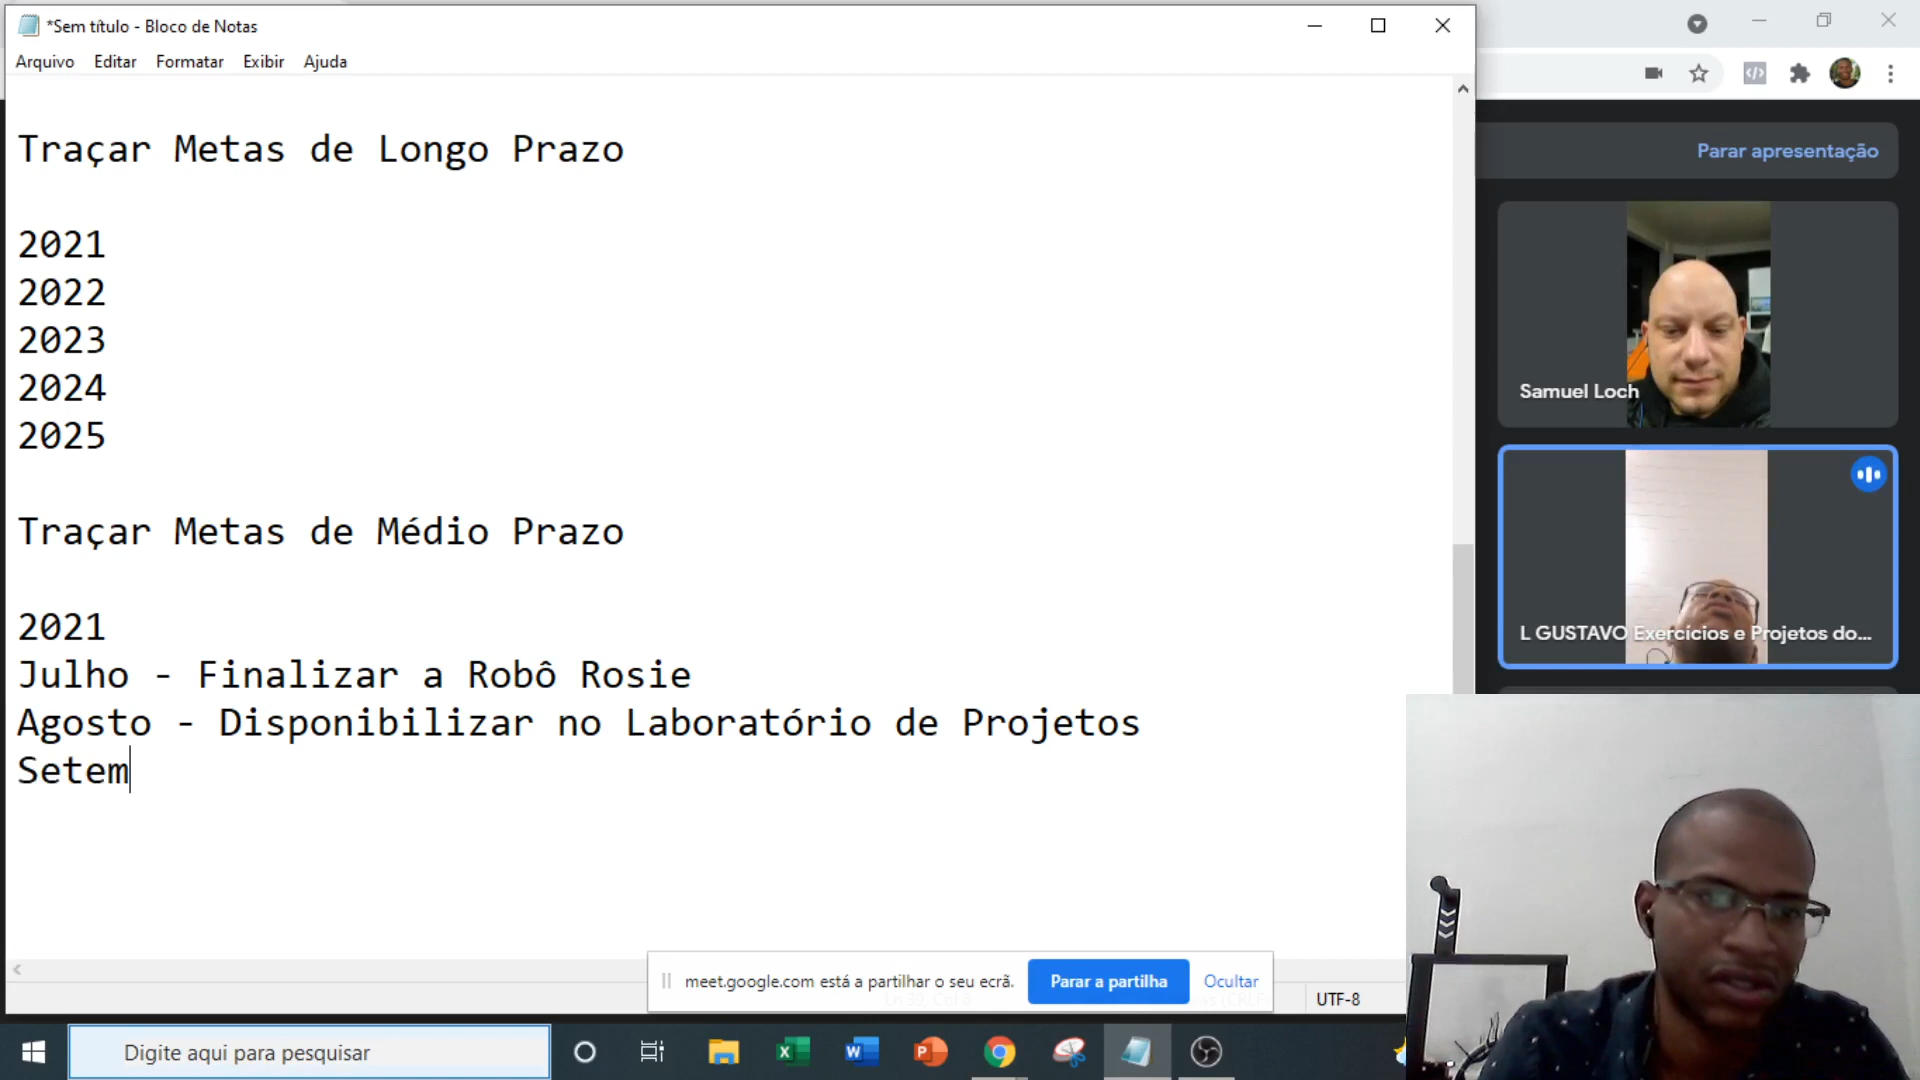 *Sem título - Bloco de Notas
Arquivo Editar Formatar Exibir Ajuda
Traçar Metas de Longo Prazo
2021
2022
2023
2024
2025
Traçar Metas de Médio Prazo
2021
Julho - Finalizar a Robô Rosie
Agosto - Disponibilizar no Laboratório de Projetos
Setem
Parar apresentação
Samuel Loch
L GUSTAVO Exercícios e Projetos do...
meet.google.com está a partilhar o seu ecrã. Parar a partilha Ocultar
UTF-8
Digite aqui para pesquisar